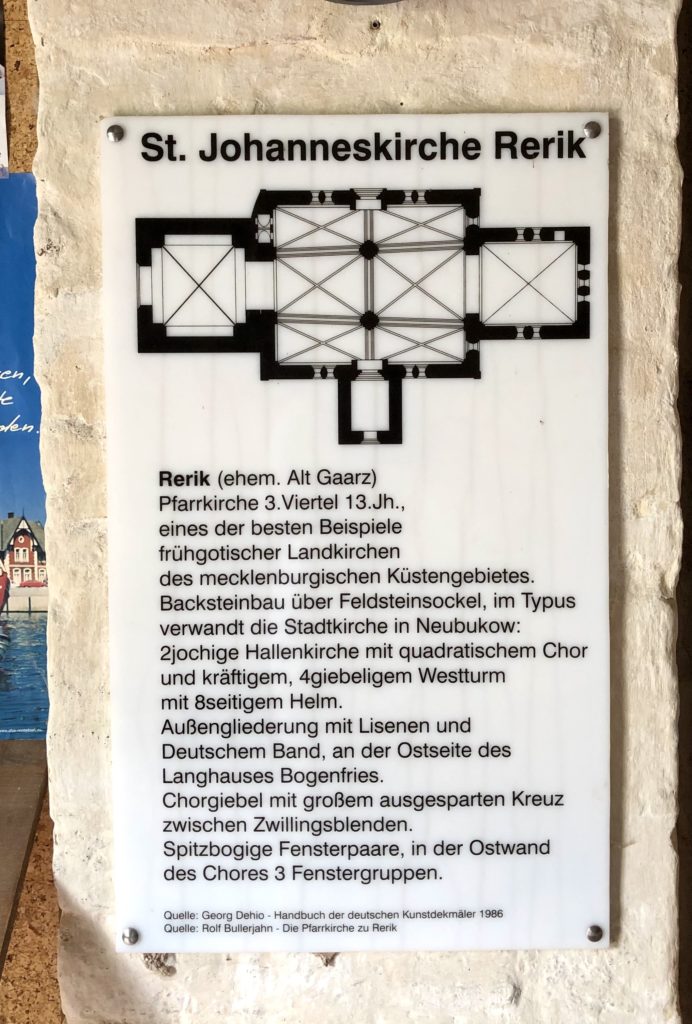 St. Johanneskirche Rerik
Rerik (ehem. Alt Gaarz)
Pfarrkirche 3.Viertel 13.Jh.,
eines der besten Beispiele
frühgotischer Landkirchen
des mecklenburgischen Küstengebietes.
Backsteinbau über Feldsteinsockel, im Typus
verwandt die Stadtkirche in Neubukow:
2jochige Hallenkirche mit quadratischem Chor
und kräftigem, 4giebeligem Westturm
mit 8seitigem Helm.
Außengliederung mit Lisenen und
Deutschem Band, an der Ostseite des
Langhauses Bogenfries.
Chorgiebel mit großem ausgesparten Kreuz
zwischen Zwillingsblenden.
Spitzbogige Fensterpaare, in der Ostwand
des Chores 3 Fenstergruppen.
Quelle: Georg Dehio - Handbuch der deutschen Kunstdekmäler 1986
Quelle: Rolf Bullerjahn - Die Pfarrkirche zu Rerik